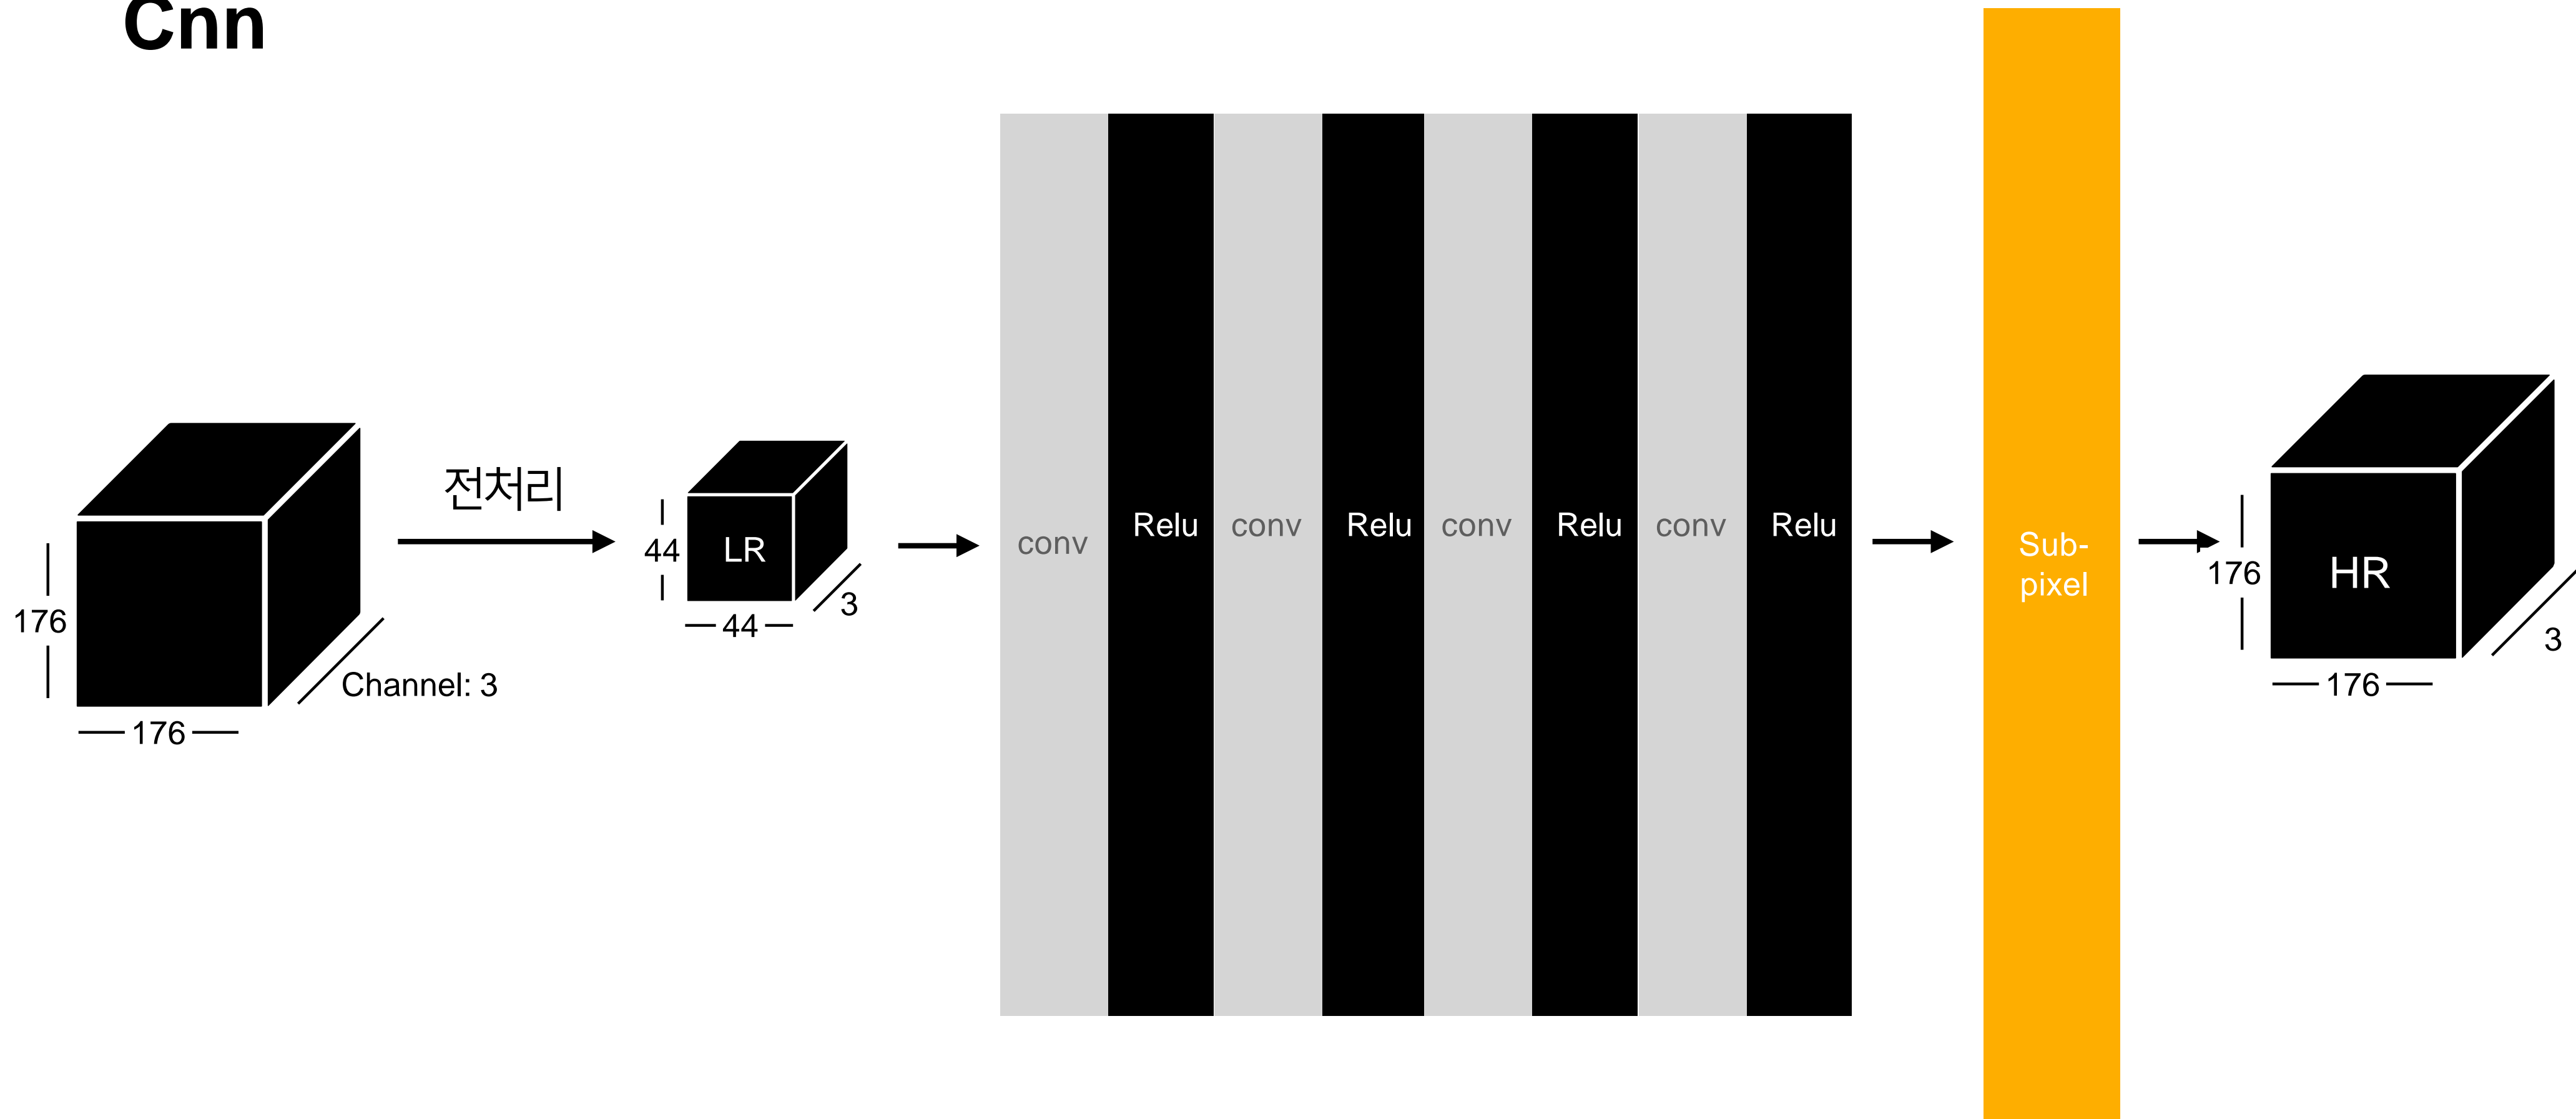 Cnn
176
176
Channel: 3
전처리
44
LR
44
3
conv
Relu
conv
Relu
conv
Relu
conv
Relu
Sub-
pixel
176
HR
176
3